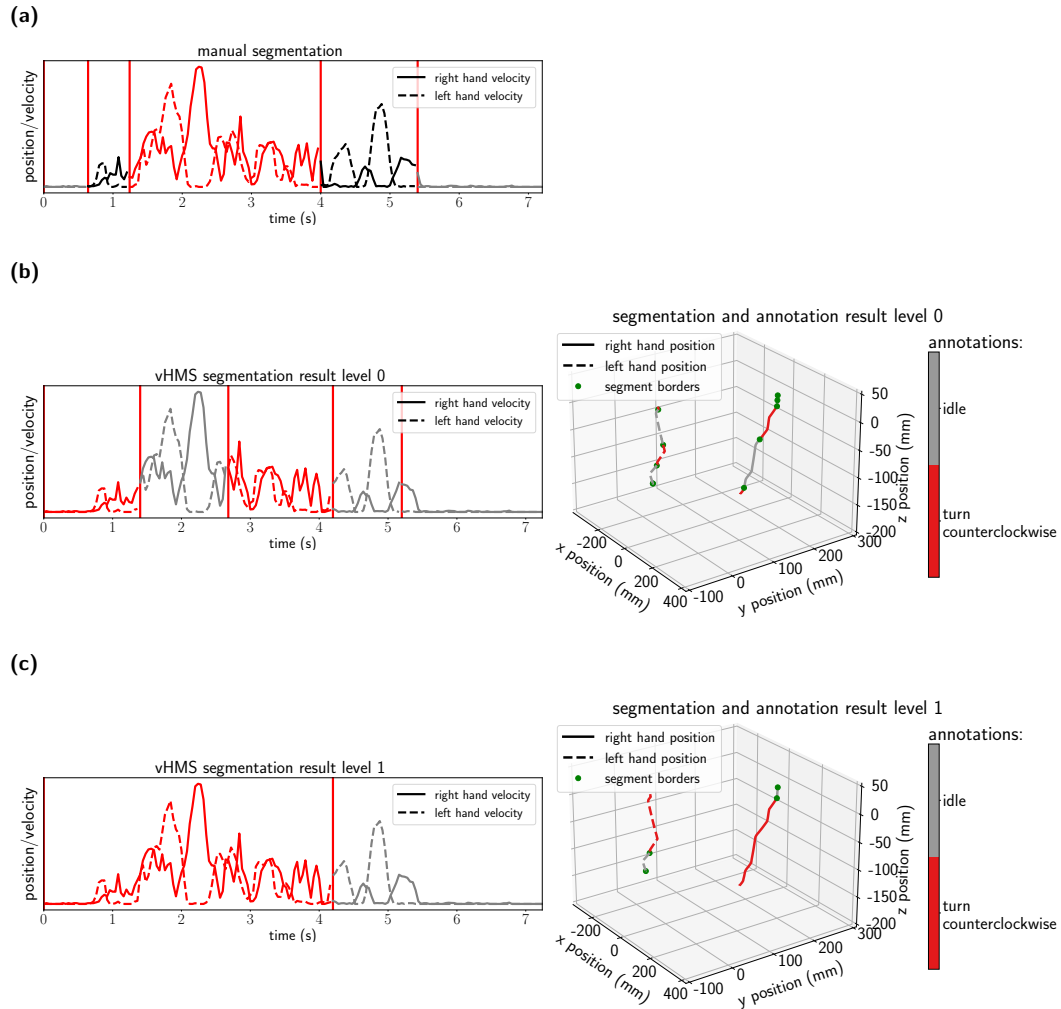 (a)
manual segmentation
position/velocity
right hand velocity
left hand velocity
0 1 2 3 4 5 6 7
time (s)
(b)
vHMS segmentation result level 0
position/velocity
right hand velocity
left hand velocity
0 1 2 3 4 5 6 7
time (s)
segmentation and annotation result level 0
right hand position
left hand position
segment borders
50
0
-50
-100
-150
-200
z position (mm)
-200 0 200 400
x position (mm)
-100 0 100 200 300
y position (mm)
annotations:
idle
turn
counterclockwise
(c)
vHMS segmentation result level 1
position/velocity
right hand velocity
left hand velocity
0 1 2 3 4 5 6 7
time (s)
segmentation and annotation result level 1
right hand position
left hand position
segment borders
50
0
-50
-100
-150
-200
z position (mm)
-200 0 200 400
x position (mm)
-100 0 100 200 300
y position (mm)
annotations:
idle
turn
counterclockwise